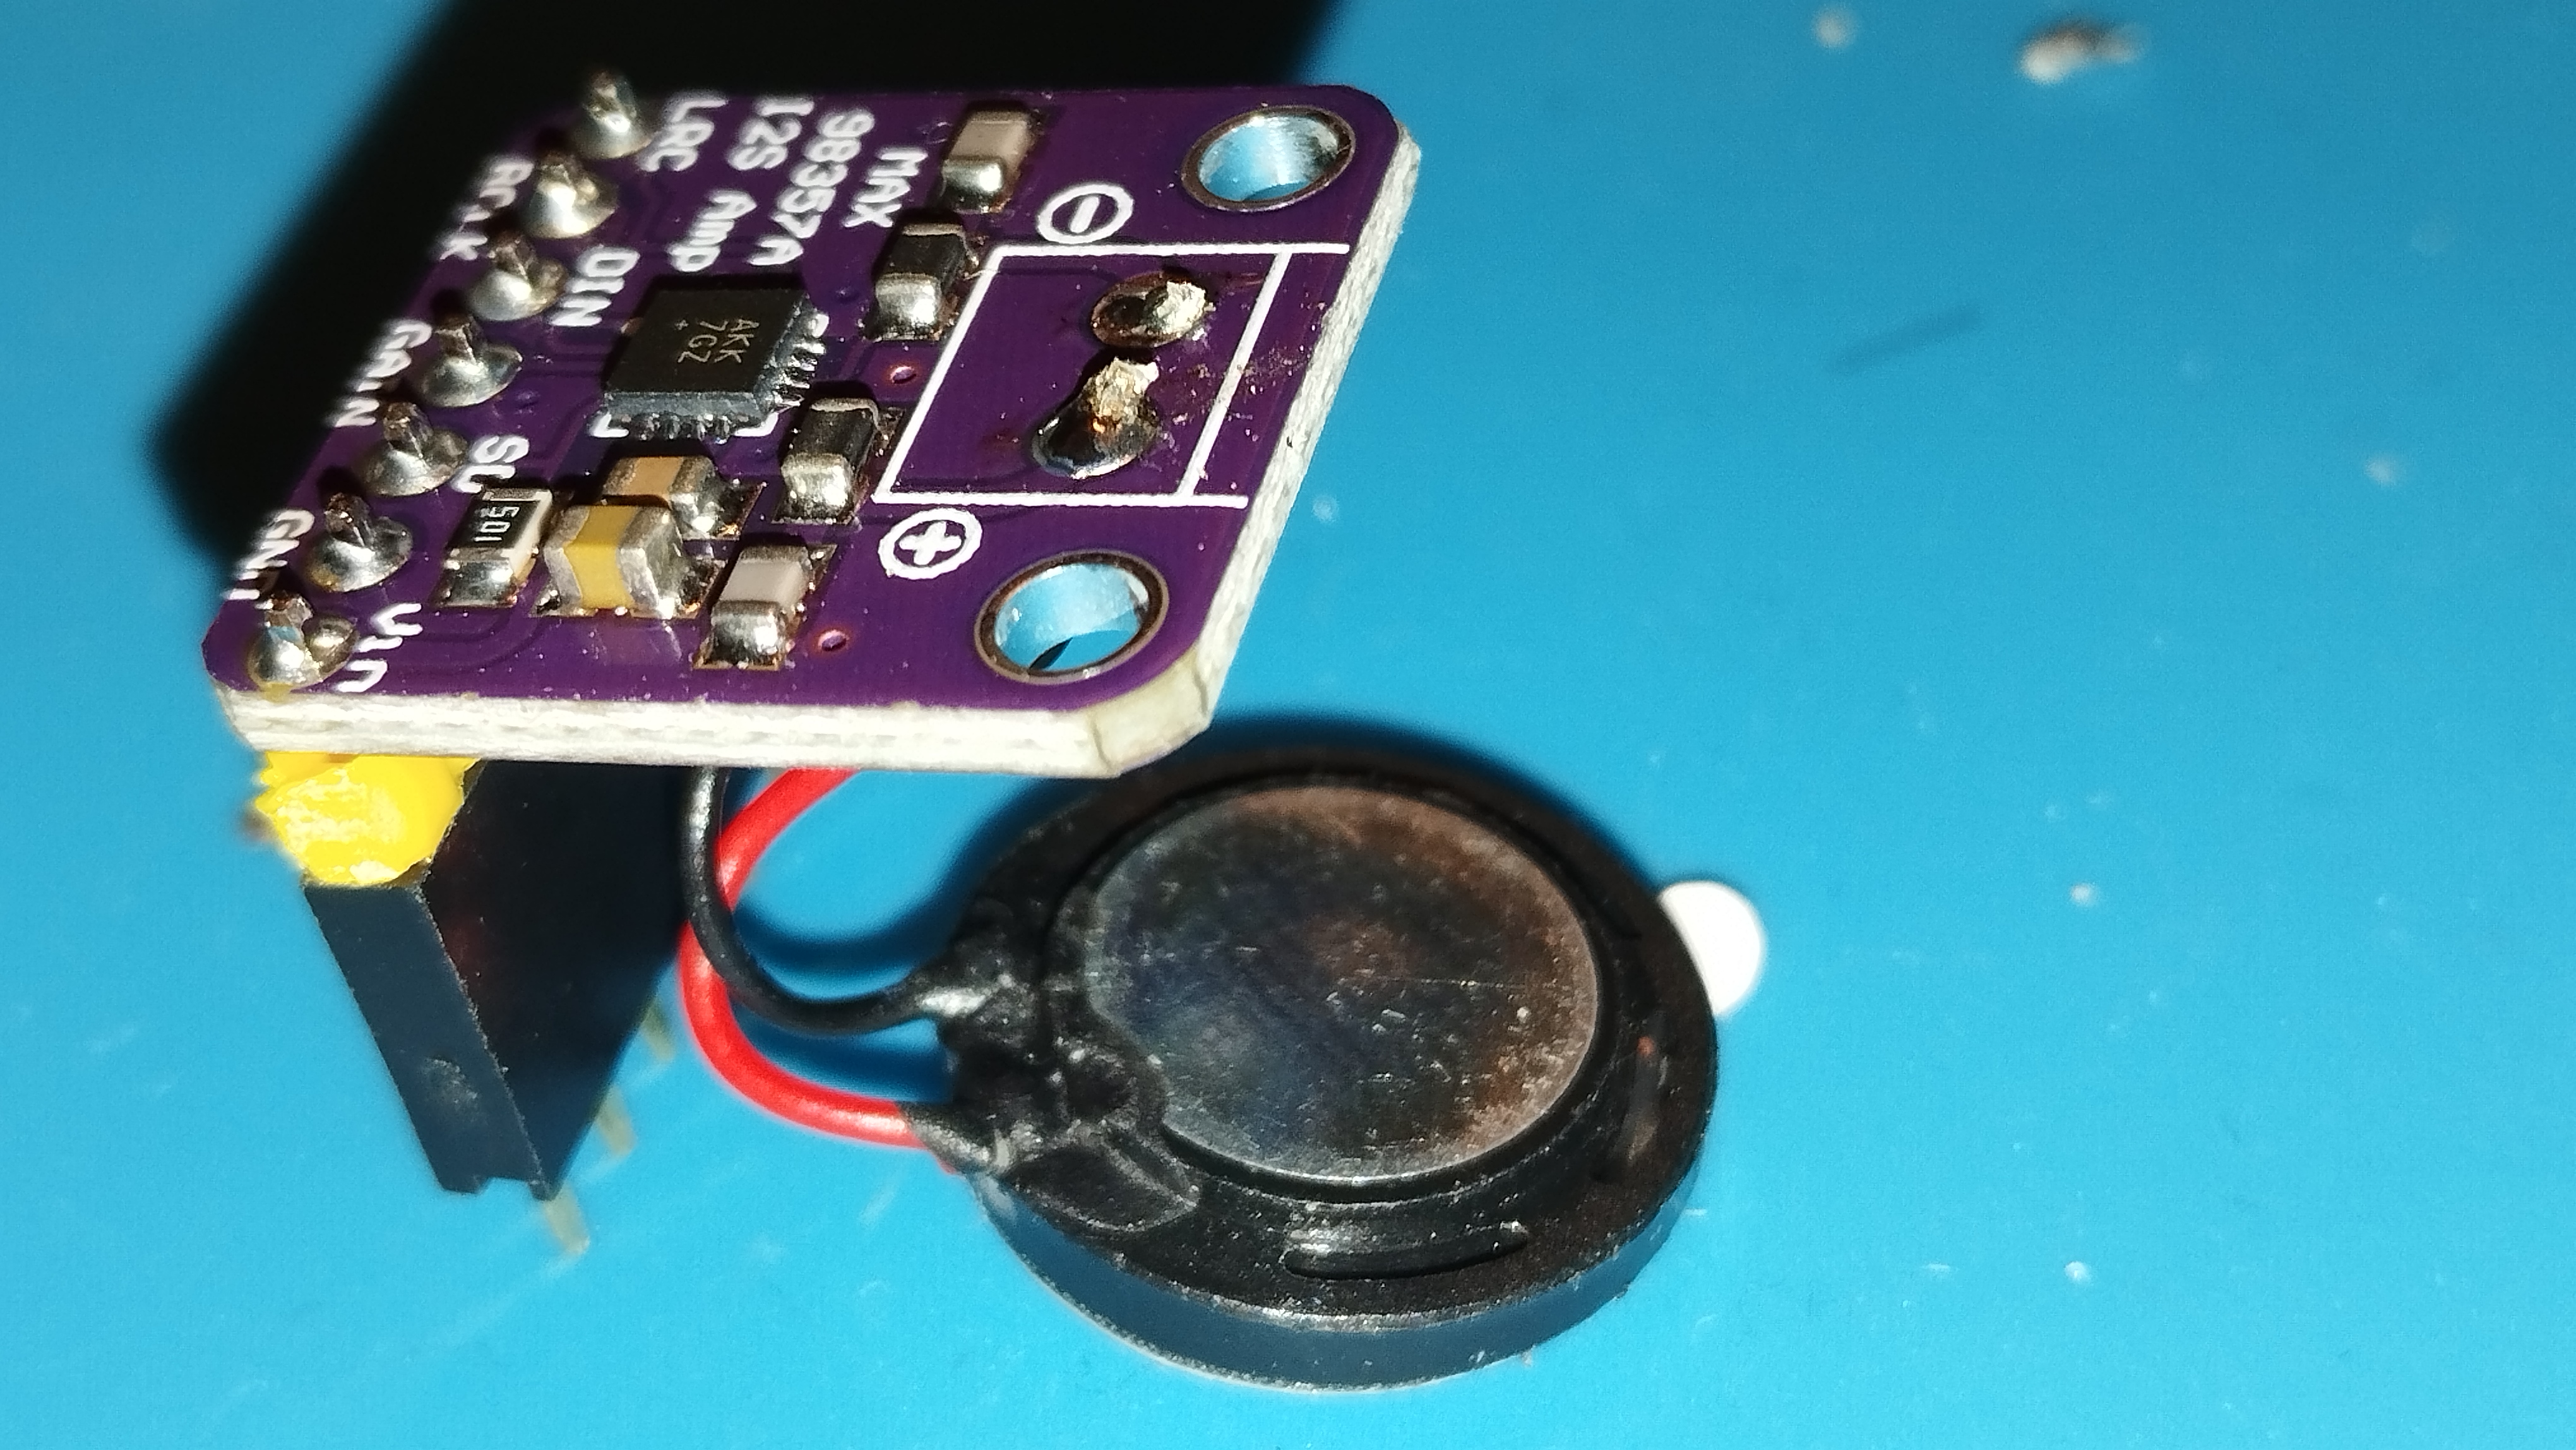 MAX
98357A
I2S Amp
LRC
BCLK
DIN
GAIN
SD
GND
Vin
-
+
AKK
7GZ
501